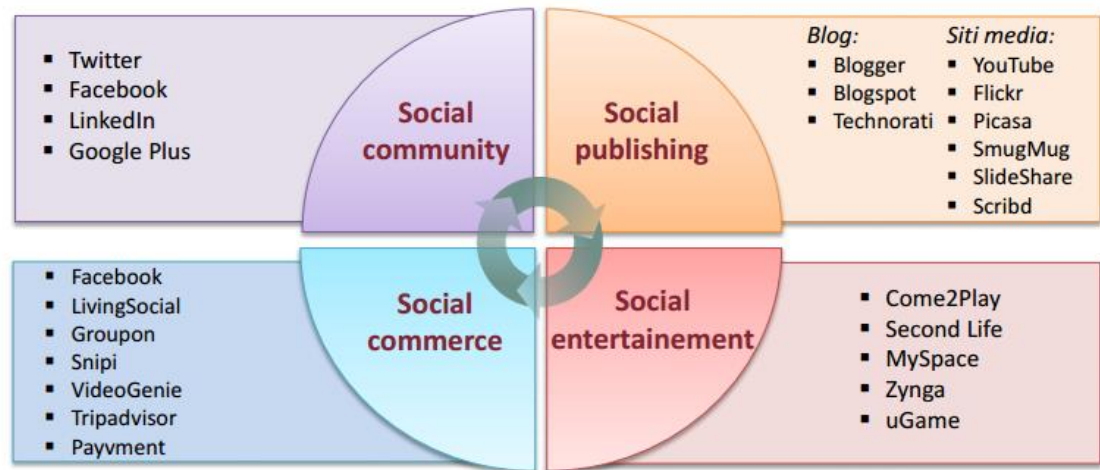 Twitter
Facebook
LinkedIn
Google Plus
Social
community
Social
publishing
Blog:
Blogger
Blogspot
Technorati
Siti media:
YouTube
Flickr
Picasa
SmugMug
SlideShare
Scribd
Facebook
LivingSocial
Groupon
Snipi
VideoGenie
Tripadvisor
Payvment
Social
commerce
Social
entertainement
Come2Play
Second Life
MySpace
Zynga
uGame